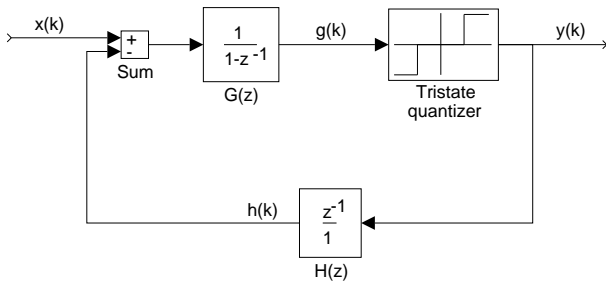 x(k)
+
-
Sum
1
1-z -1
G(z)
g(k)
Tristate
quantizer
y(k)
h(k)
z-1
1
H(z)